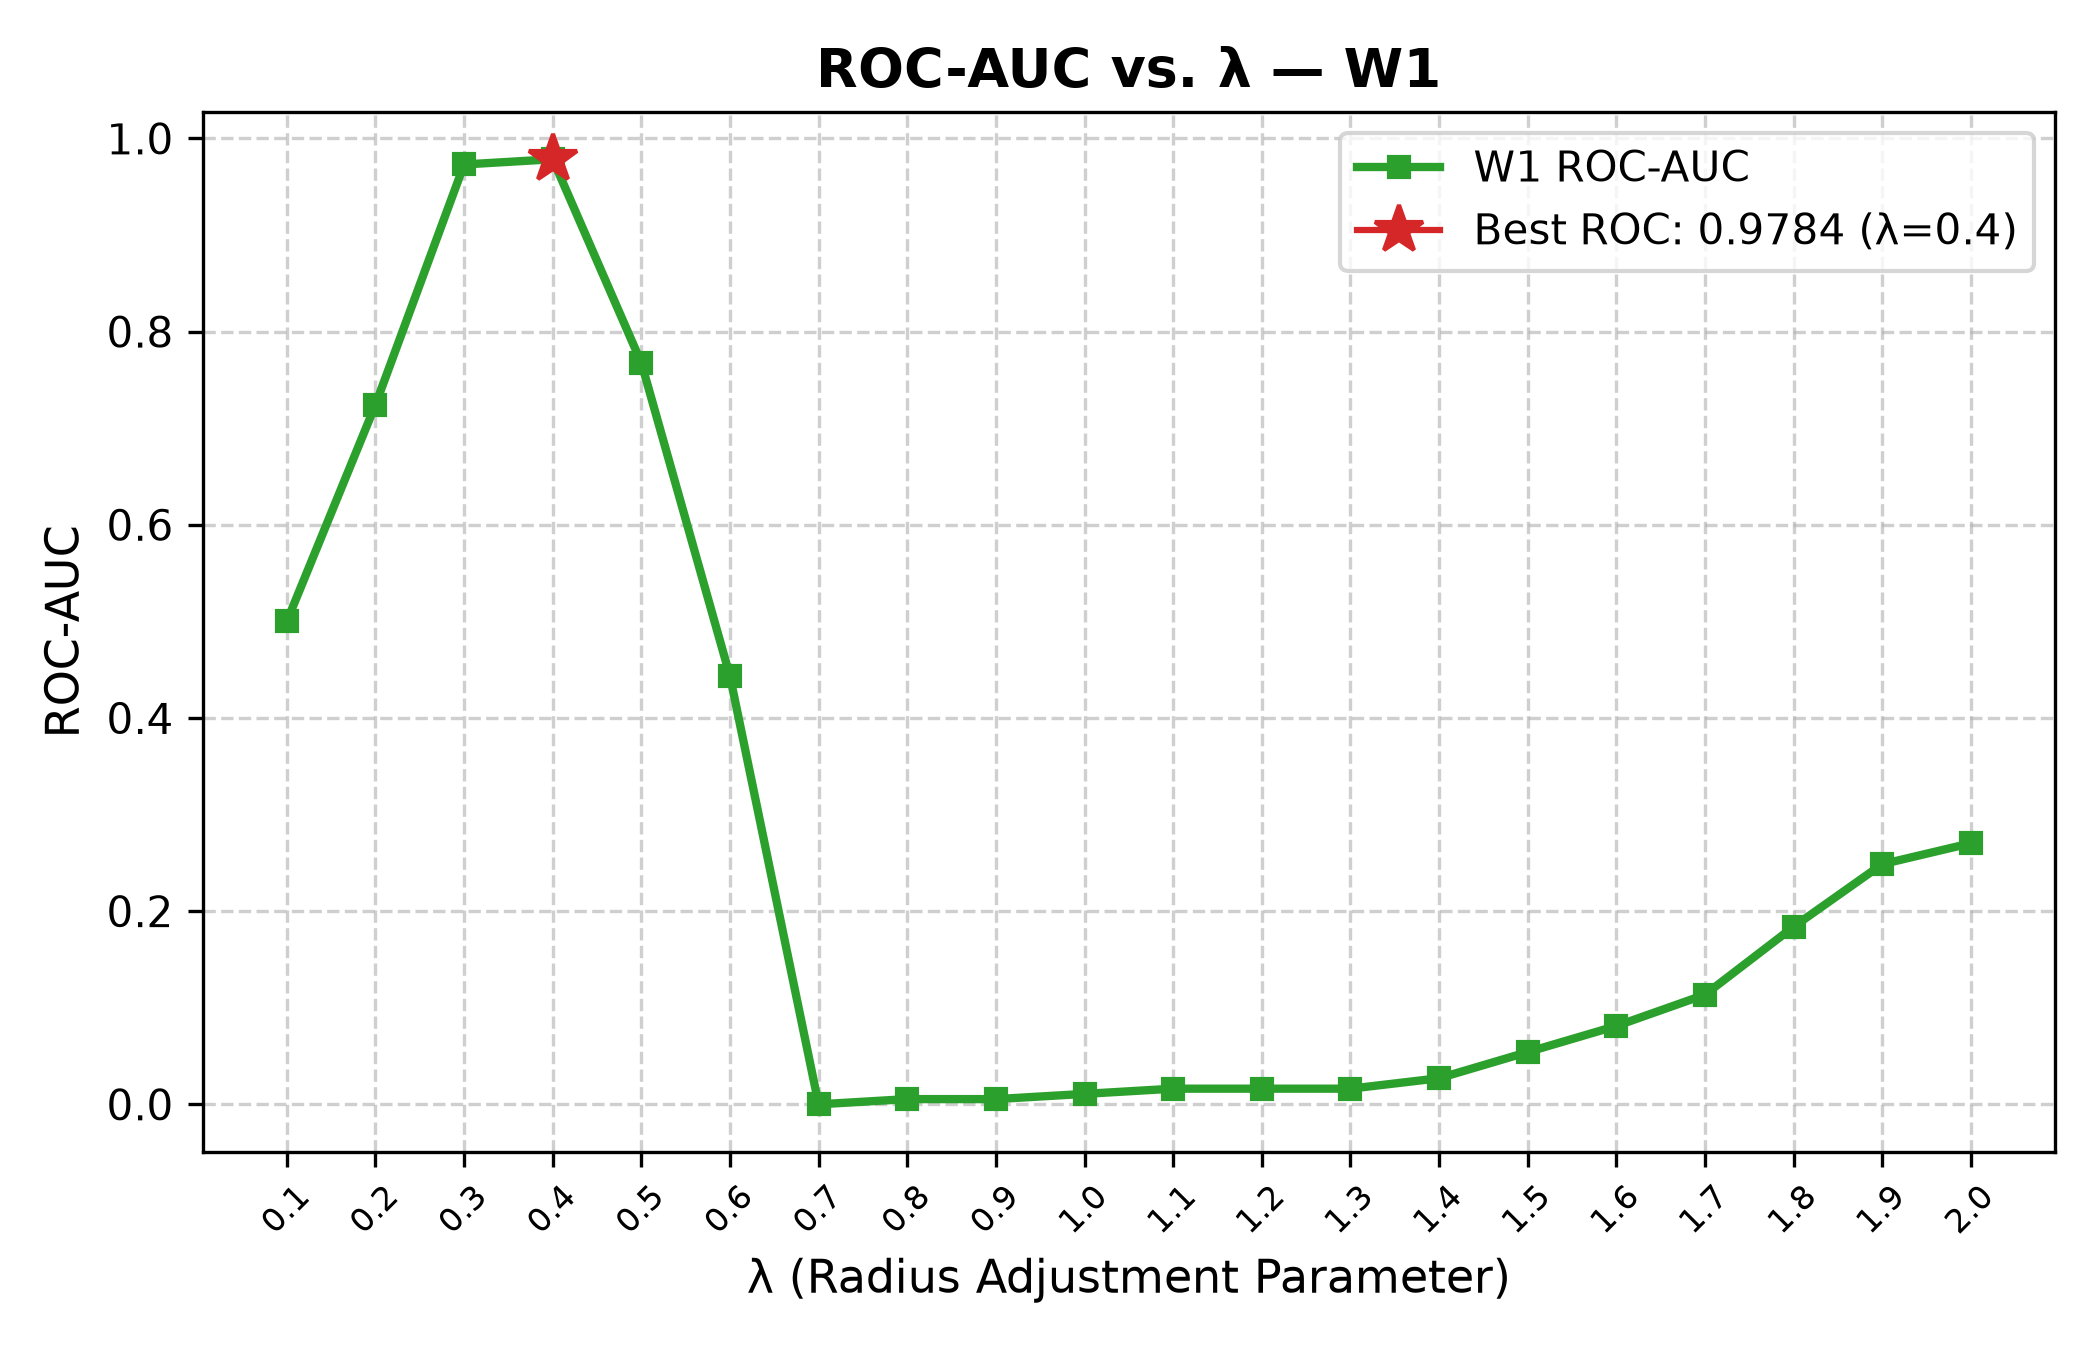 ROC-AUC vs. λ — W1
W1 ROC-AUC
Best ROC: 0.9784 (λ=0.4)
ROC-AUC
1.0
0.8
0.6
0.4
0.2
0.0
0.1 0.2 0.3 0.4 0.5 0.6 0.7 0.8 0.9 1.0 1.1 1.2 1.3 1.4 1.5 1.6 1.7 1.8 1.9 2.0
λ (Radius Adjustment Parameter)